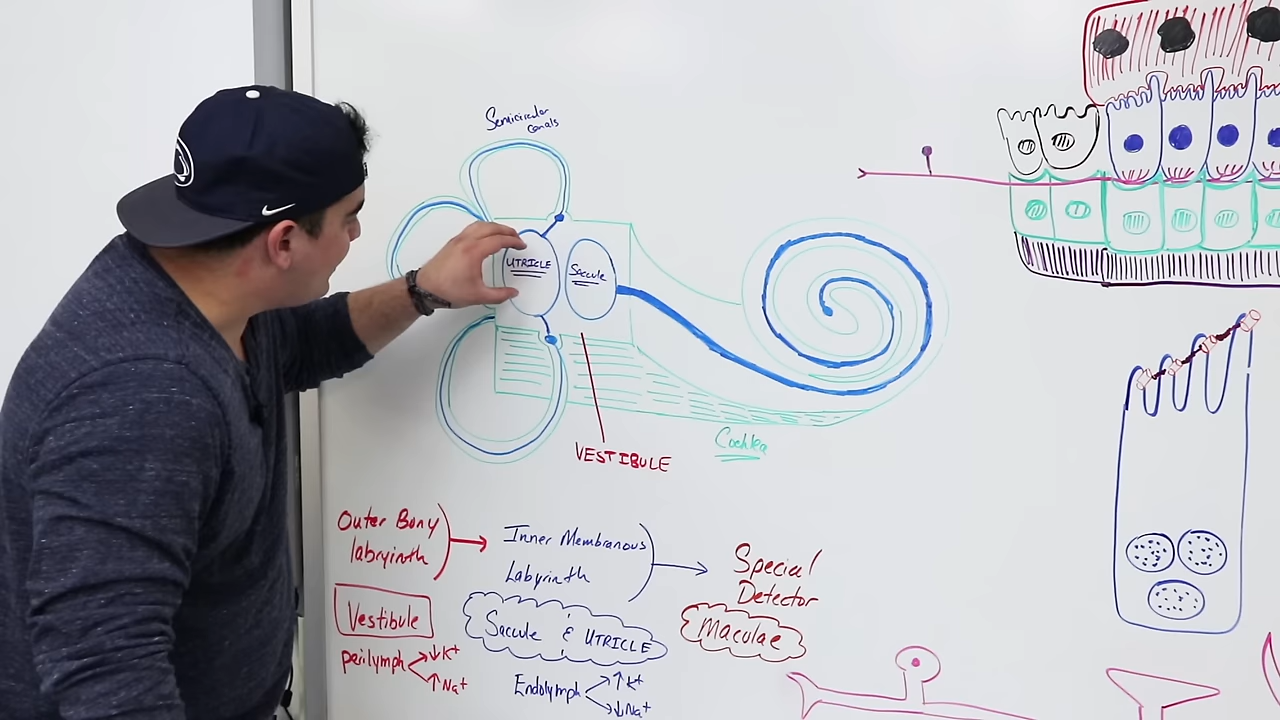 Semicircular
canals
UTRICLE
Saccule
VESTIBULE
Cochlea
Outer Bony
labryinth
Inner Membranous
Labyrinth
Special
Detector
Vestibule
Saccule & UTRICLE
Maculae
perilymph
↓K+
↑Na+
Endolymph
↑K+
↓Na+